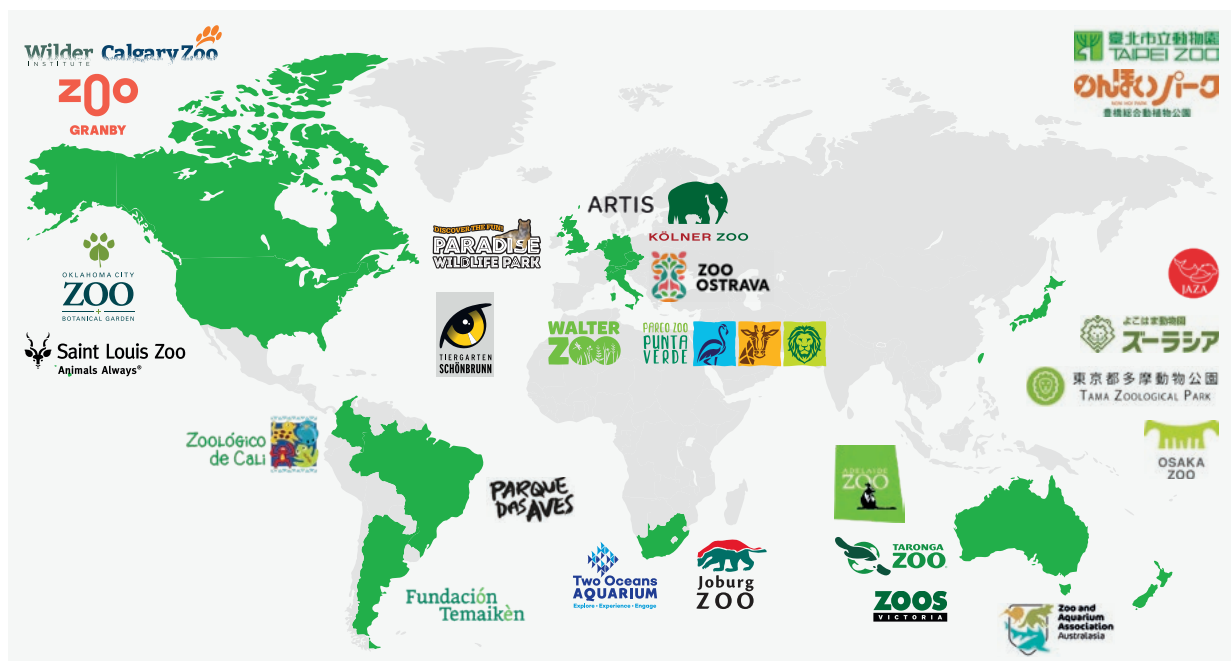 Wilder Calgary Zoo
INSTITUTE
ZOO
GRANBY
臺北市立動物園
TAIPEI ZOO
のんほいパーク
NON HOI PARK
豊橋総合動植物公園
ARTIS
KÖLNER ZOO
DISCOVER THE FUN!
PARADISE
WILDLIFE PARK
ZOO
OSTRAVA
OKLAHOMA CITY
ZOO
BOTANICAL GARDEN
JAZA
TIERGARTEN
SCHÖNBRUNN
WALTER
ZOO
PARCO ZOO
PUNTA
VERDE
よこはま動物園
ズーラシア
Saint Louis Zoo
Animals Always®
東京都多摩動物公園
TAMA ZOOLOGICAL PARK
ZOOLÓGICO
de CALI
OSAKA
ZOO
ADELAIDE
ZOO
PARQUE
DAS AVES
TARONGA
ZOO
Two Oceans
AQUARIUM
Explore · Experience · Engage
Joburg
ZOO
Fundación
Temaikèn
ZOOS
VICTORIA
Zoo and
Aquarium
Association
Australasia